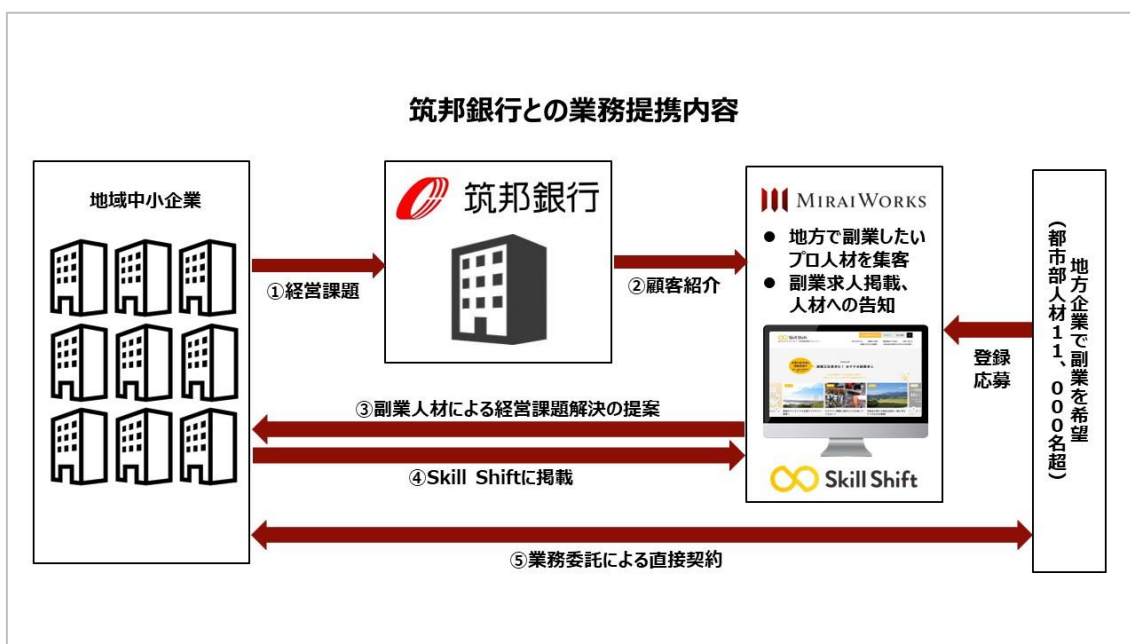 筑邦銀行との業務提携内容
地域中小企業
①経営課題
筑邦銀行
②顧客紹介
MIRAIWORKS
● 地方で副業したい
プロ人材を集客
● 副業求人掲載、
人材への告知
Skill Shift
登録
応募
地方企業で副業を希望
(都市部人材11、000名超)
③副業人材による経営課題解決の提案
④Skill Shiftに掲載
⑤業務委託による直接契約